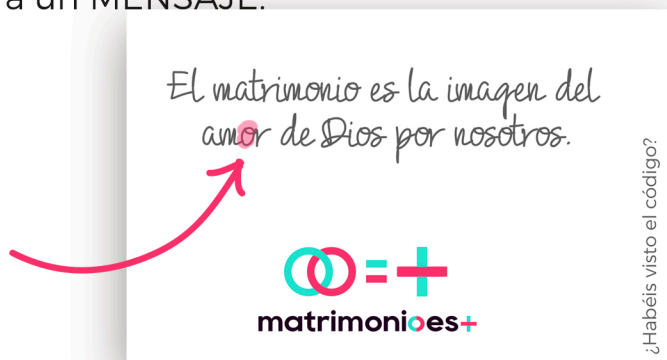 a un MENSAJE.
El matrimonio es la imagen del
amor de Dios por nosotros.
matrimonioes+
¿Habéis visto el código?